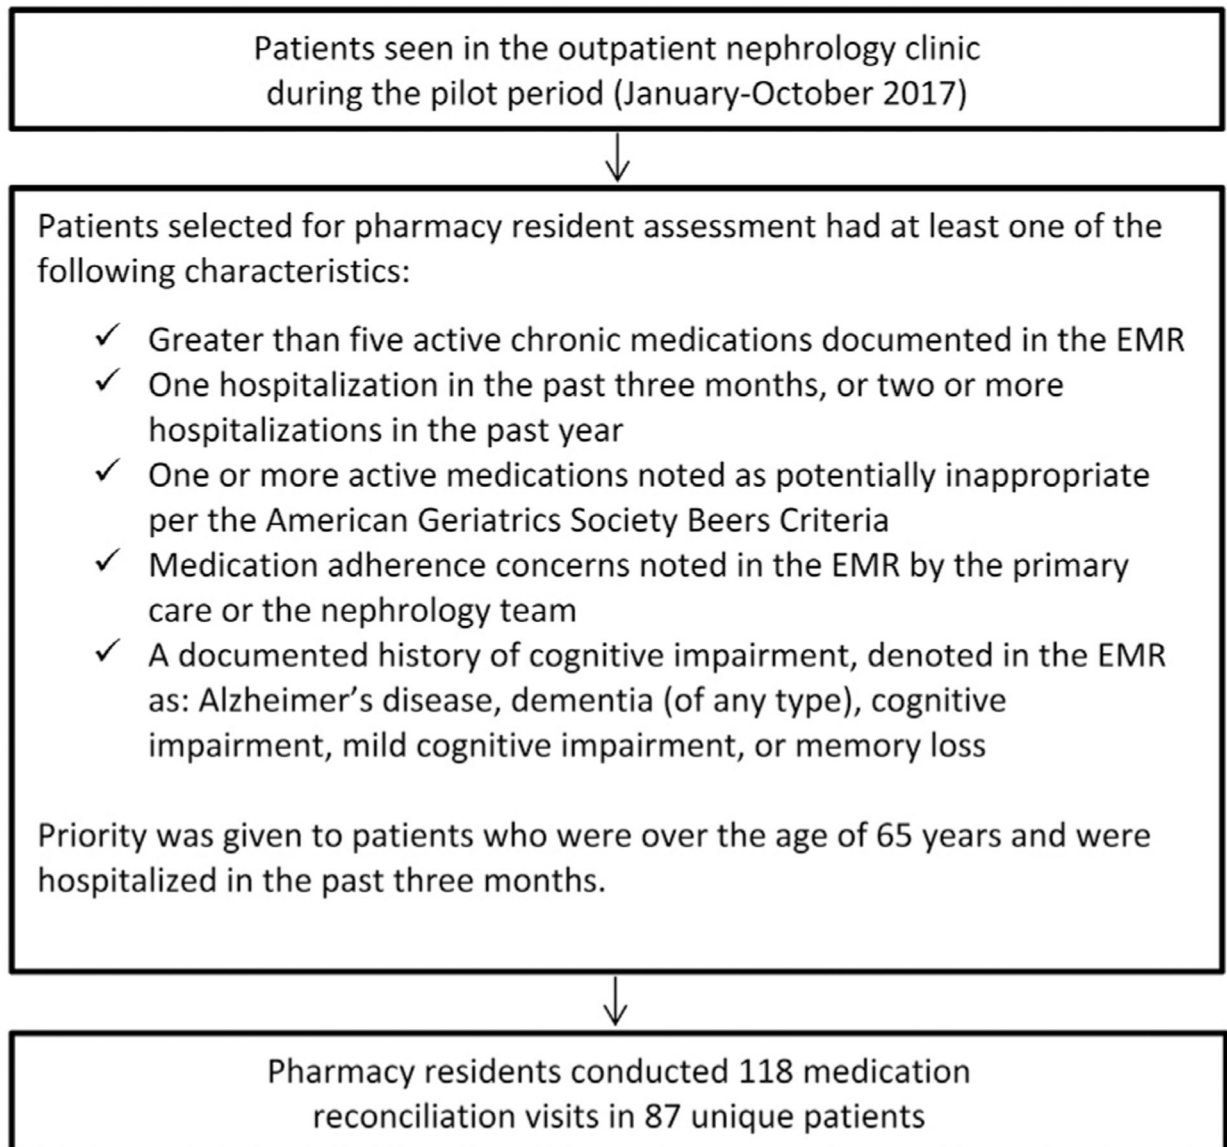 Patients seen in the outpatient nephrology clinic
during the pilot period (January-October 2017)
Patients selected for pharmacy resident assessment had at least one of the
following characteristics:
✓ Greater than five active chronic medications documented in the EMR
✓ One hospitalization in the past three months, or two or more
hospitalizations in the past year
✓ One or more active medications noted as potentially inappropriate
per the American Geriatrics Society Beers Criteria
✓ Medication adherence concerns noted in the EMR by the primary
care or the nephrology team
✓ A documented history of cognitive impairment, denoted in the EMR
as: Alzheimer’s disease, dementia (of any type), cognitive
impairment, mild cognitive impairment, or memory loss
Priority was given to patients who were over the age of 65 years and were
hospitalized in the past three months.
Pharmacy residents conducted 118 medication
reconciliation visits in 87 unique patients